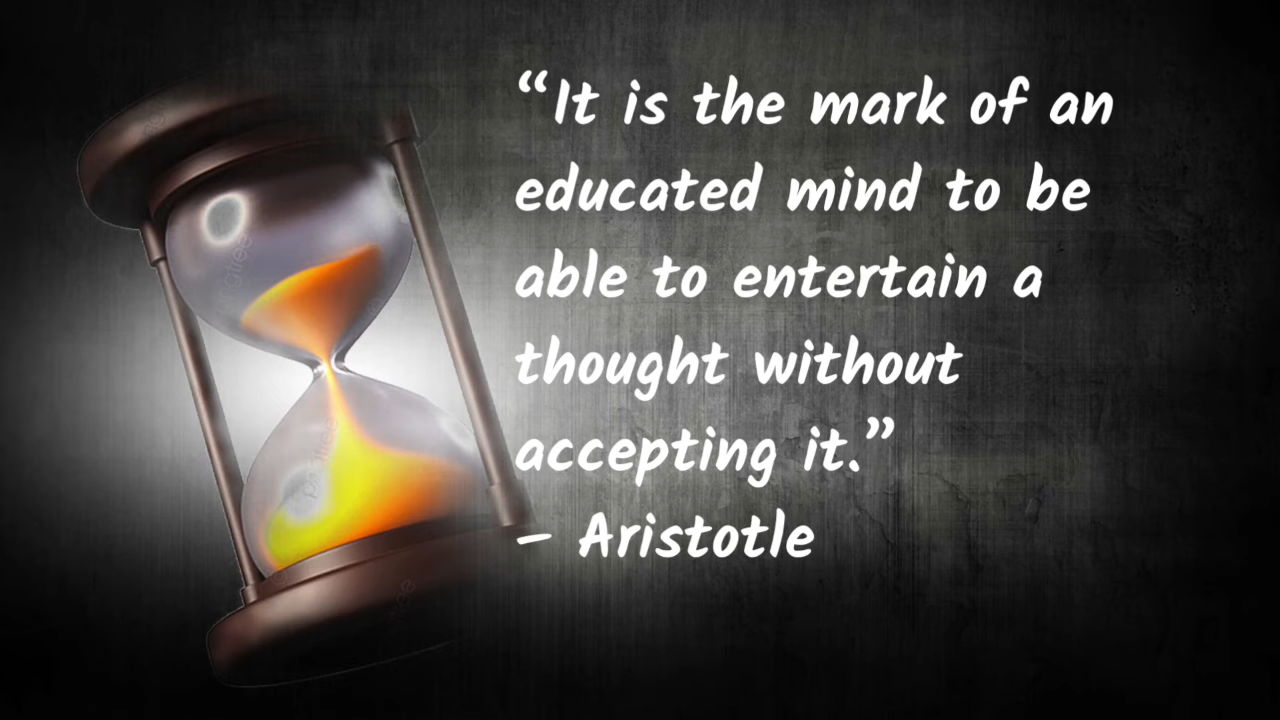 “It is the mark of an
educated mind to be
able to entertain a
thought without
accepting it.”
– Aristotle